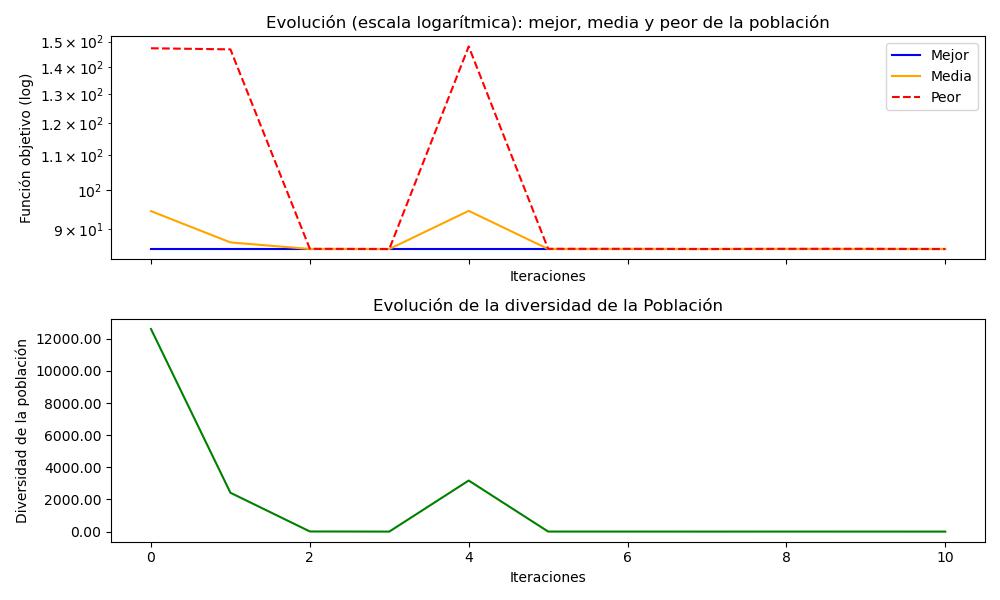 Evolución (escala logarítmica): mejor, media y peor de la población
Función objetivo (log)
1.5 × 10²
1.4 × 10²
1.3 × 10²
1.2 × 10²
1.1 × 10²
10²
9 × 10¹
Mejor
Media
Peor
Iteraciones
Evolución de la diversidad de la Población
Diversidad de la población
12000.00
10000.00
8000.00
6000.00
4000.00
2000.00
0.00
0 2 4 6 8 10
Iteraciones